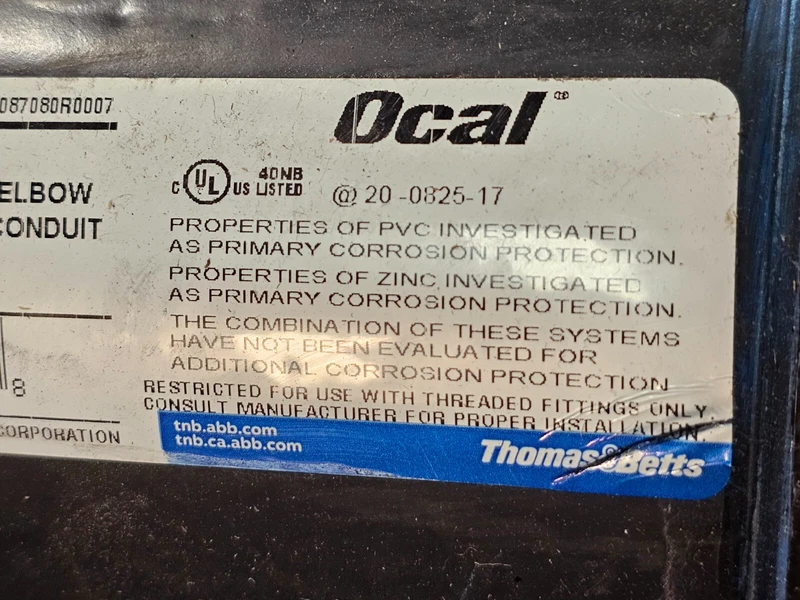 087080R0007
Ocal®
ELBOW
CONDUIT
C UL US 40NB LISTED
@ 20-0825-17
PROPERTIES OF PVC INVESTIGATED
AS PRIMARY CORROSION PROTECTION.
PROPERTIES OF ZINC INVESTIGATED
AS PRIMARY CORROSION PROTECTION.
THE COMBINATION OF THESE SYSTEMS
HAVE NOT BEEN EVALUATED FOR
ADDITIONAL CORROSION PROTECTION
RESTRICTED FOR USE WITH THREADED FITTINGS ONLY.
CONSULT MANUFACTURER FOR PROPER INSTALLATION.
8
CORPORATION
tnb.abb.com
tnb.ca.abb.com
Thomas&Betts